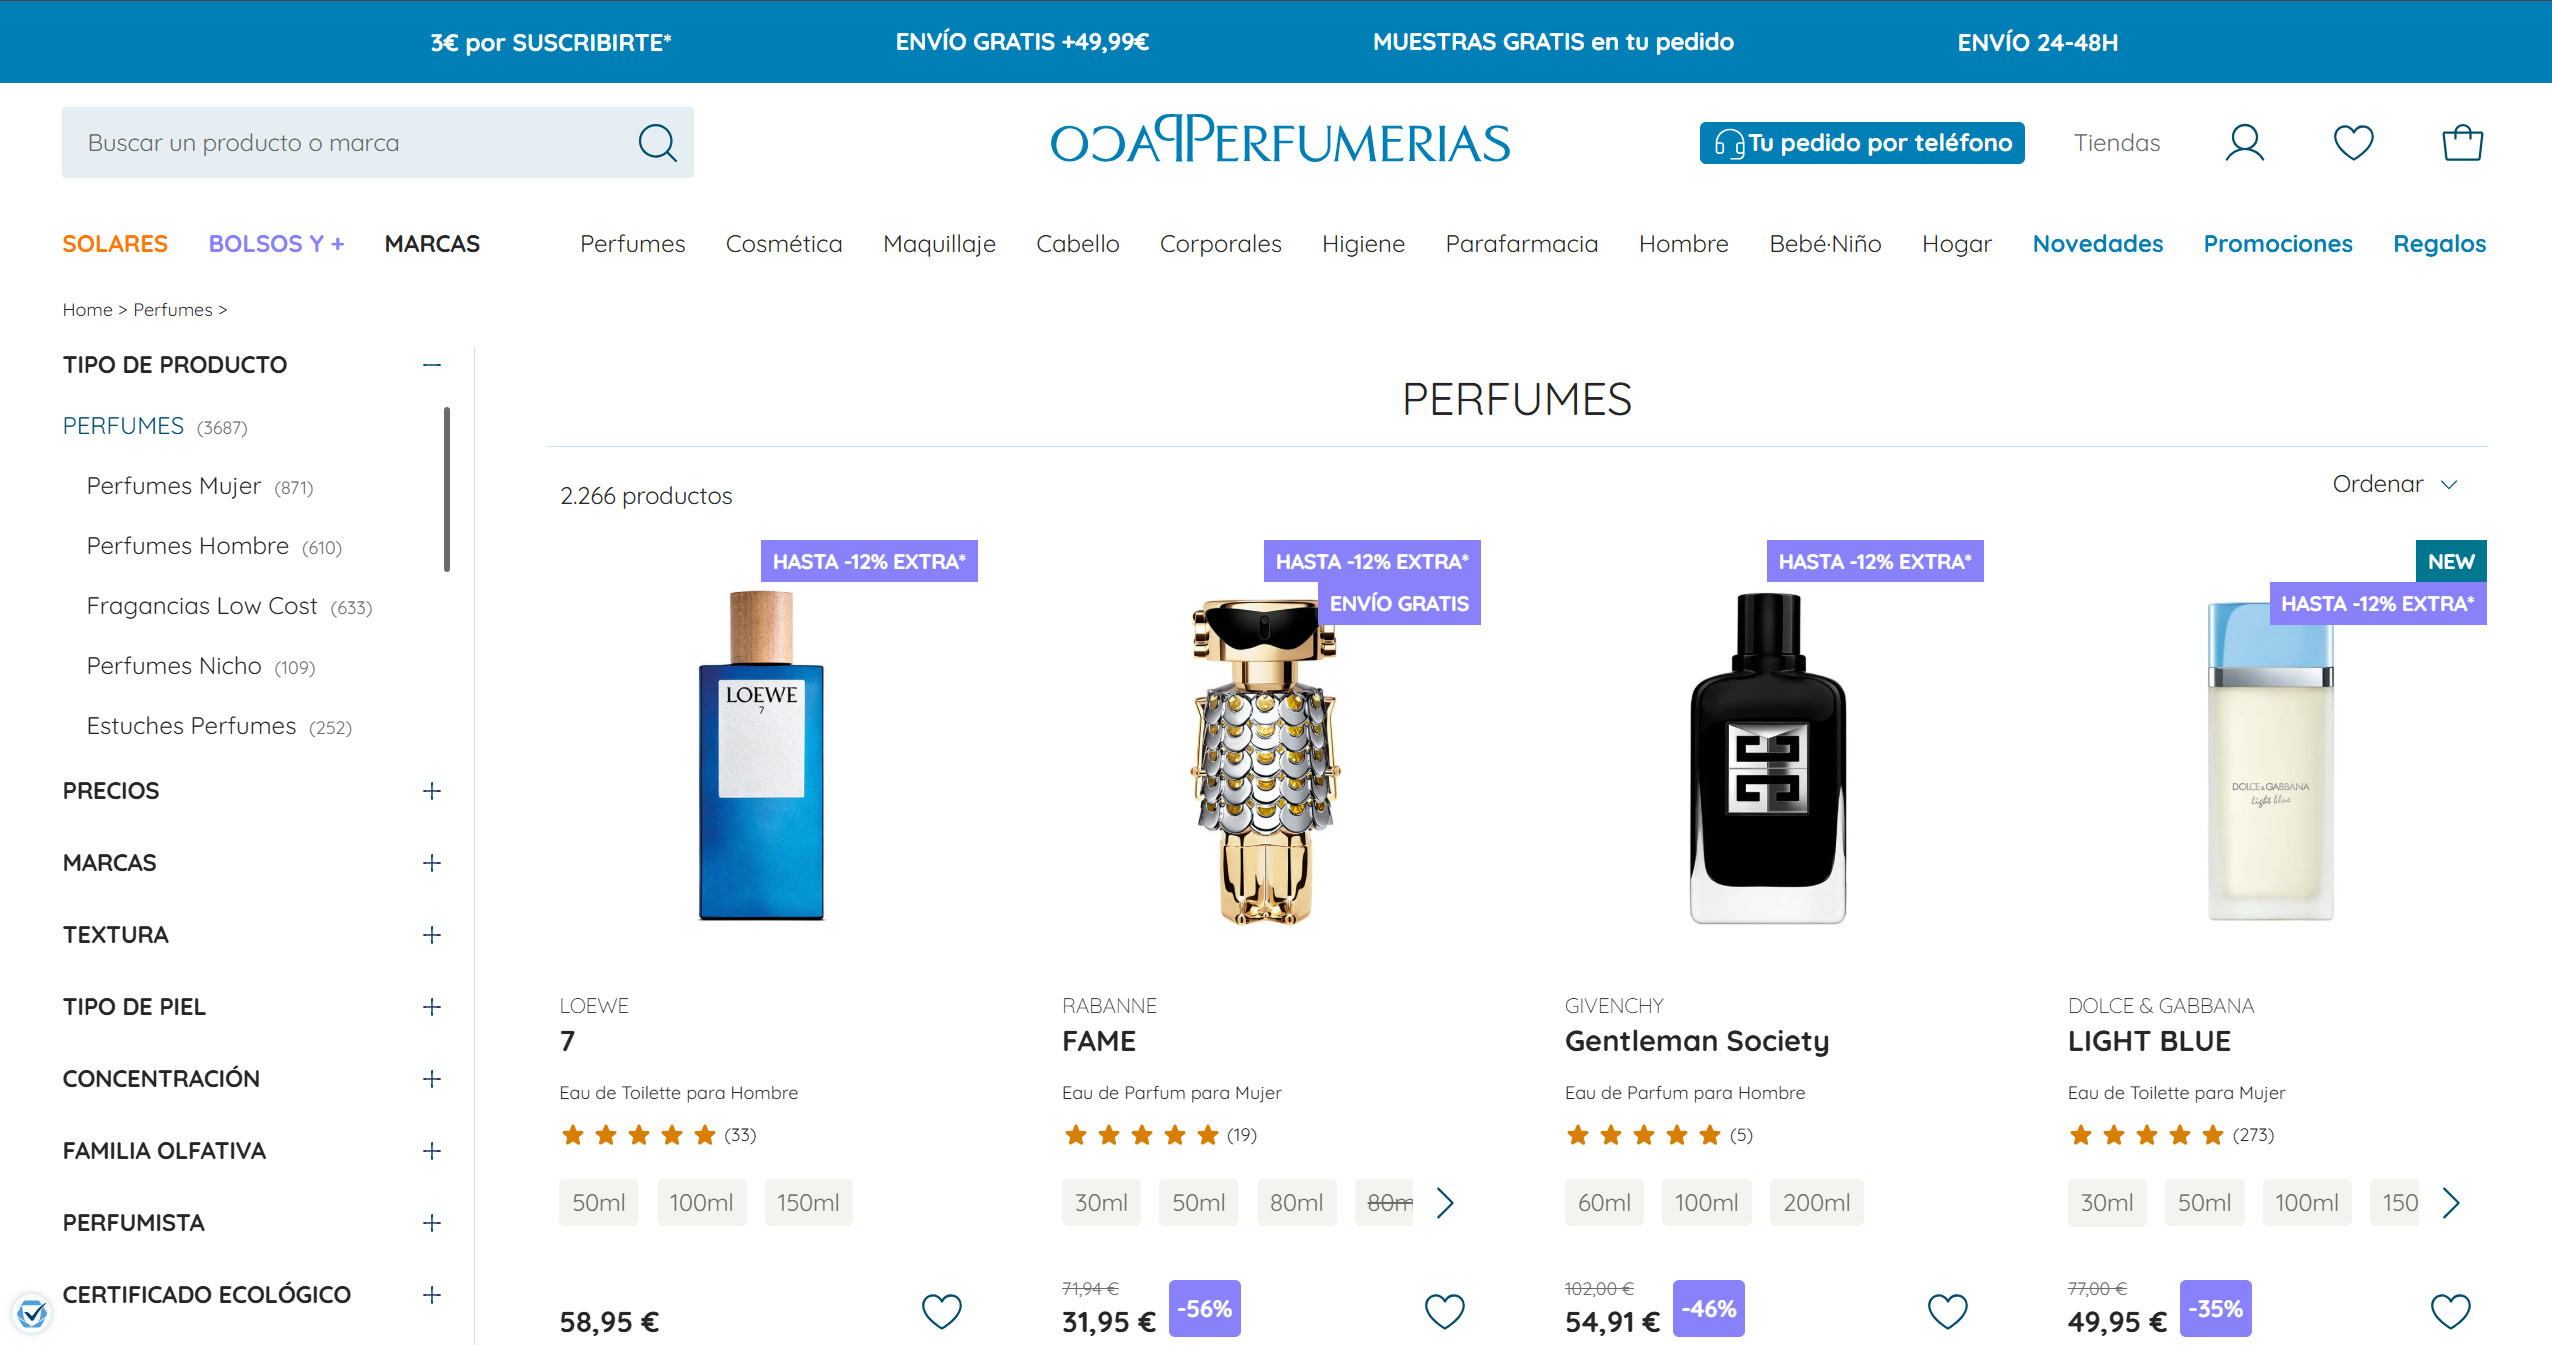 3€ por SUSCRIBIRTE*
ENVÍO GRATIS +49,99€
MUESTRAS GRATIS en tu pedido
ENVÍO 24-48H
Buscar un producto o marca
PACO PERFUMERIAS
Tu pedido por teléfono
Tiendas
SOLARES
BOLSOS Y +
MARCAS
Perfumes
Cosmética
Maquillaje
Cabello
Corporales
Higiene
Parafarmacia
Hombre
Bebé·Niño
Hogar
Novedades
Promociones
Regalos
Home > Perfumes >
TIPO DE PRODUCTO
PERFUMES (3687)
Perfumes Mujer (871)
Perfumes Hombre (610)
Fragancias Low Cost (633)
Perfumes Nicho (109)
Estuches Perfumes (252)
PRECIOS
MARCAS
TEXTURA
TIPO DE PIEL
CONCENTRACIÓN
FAMILIA OLFATIVA
PERFUMISTA
CERTIFICADO ECOLÓGICO
PERFUMES
2.266 productos
Ordenar
HASTA -12% EXTRA*
LOEWE
7
LOEWE
7
Eau de Toilette para Hombre
(33)
50ml 100ml 150ml
58,95 €
HASTA -12% EXTRA*
ENVÍO GRATIS
RABANNE
FAME
Eau de Parfum para Mujer
(19)
30ml 50ml 80ml 80m
71,94 €
31,95 €
-56%
HASTA -12% EXTRA*
GIVENCHY
Gentleman Society
Eau de Parfum para Hombre
(5)
60ml 100ml 200ml
102,00 €
54,91 €
-46%
NEW
HASTA -12% EXTRA*
DOLCE & GABBANA
light blue
DOLCE & GABBANA
LIGHT BLUE
Eau de Toilette para Mujer
(273)
30ml 50ml 100ml 150
77,00 €
49,95 €
-35%